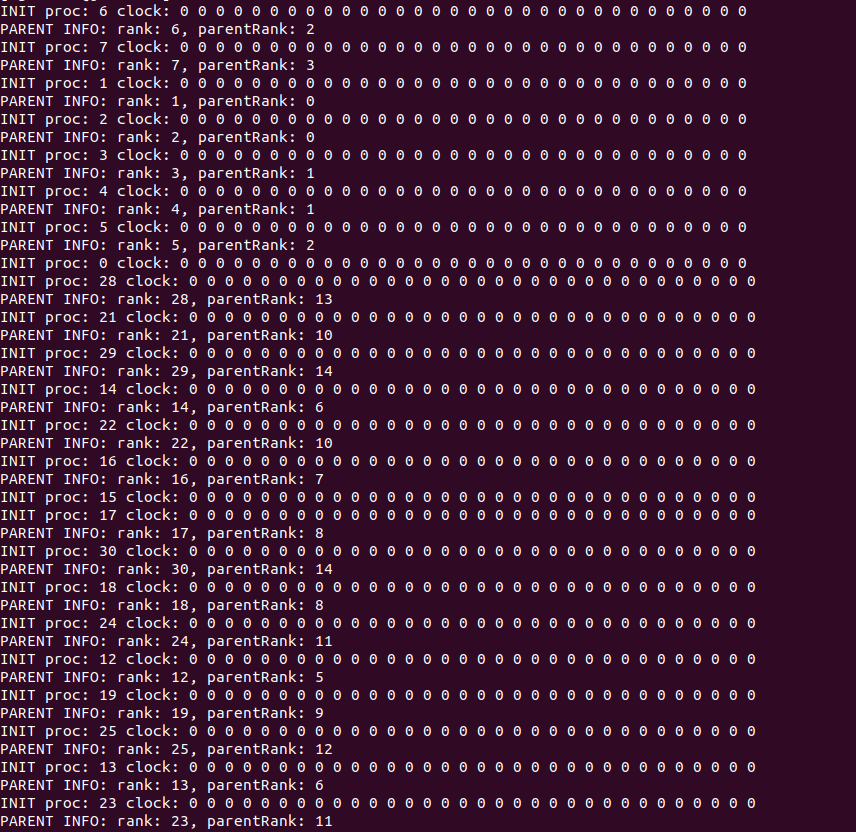 INIT proc: 6 clock: 0 0 0 0 0 0 0 0 0 0 0 0 0 0 0 0 0 0 0 0 0 0 0 0 0 0 0 0 0 0 0 0
PARENT INFO: rank: 6, parentRank: 2
INIT proc: 7 clock: 0 0 0 0 0 0 0 0 0 0 0 0 0 0 0 0 0 0 0 0 0 0 0 0 0 0 0 0 0 0 0 0
PARENT INFO: rank: 7, parentRank: 3
INIT proc: 1 clock: 0 0 0 0 0 0 0 0 0 0 0 0 0 0 0 0 0 0 0 0 0 0 0 0 0 0 0 0 0 0 0 0
PARENT INFO: rank: 1, parentRank: 0
INIT proc: 2 clock: 0 0 0 0 0 0 0 0 0 0 0 0 0 0 0 0 0 0 0 0 0 0 0 0 0 0 0 0 0 0 0 0
PARENT INFO: rank: 2, parentRank: 0
INIT proc: 3 clock: 0 0 0 0 0 0 0 0 0 0 0 0 0 0 0 0 0 0 0 0 0 0 0 0 0 0 0 0 0 0 0 0
PARENT INFO: rank: 3, parentRank: 1
INIT proc: 4 clock: 0 0 0 0 0 0 0 0 0 0 0 0 0 0 0 0 0 0 0 0 0 0 0 0 0 0 0 0 0 0 0 0
PARENT INFO: rank: 4, parentRank: 1
INIT proc: 5 clock: 0 0 0 0 0 0 0 0 0 0 0 0 0 0 0 0 0 0 0 0 0 0 0 0 0 0 0 0 0 0 0 0
PARENT INFO: rank: 5, parentRank: 2
INIT proc: 0 clock: 0 0 0 0 0 0 0 0 0 0 0 0 0 0 0 0 0 0 0 0 0 0 0 0 0 0 0 0 0 0 0 0
INIT proc: 28 clock: 0 0 0 0 0 0 0 0 0 0 0 0 0 0 0 0 0 0 0 0 0 0 0 0 0 0 0 0 0 0 0 0
PARENT INFO: rank: 28, parentRank: 13
INIT proc: 21 clock: 0 0 0 0 0 0 0 0 0 0 0 0 0 0 0 0 0 0 0 0 0 0 0 0 0 0 0 0 0 0 0 0
PARENT INFO: rank: 21, parentRank: 10
INIT proc: 29 clock: 0 0 0 0 0 0 0 0 0 0 0 0 0 0 0 0 0 0 0 0 0 0 0 0 0 0 0 0 0 0 0 0
PARENT INFO: rank: 29, parentRank: 14
INIT proc: 14 clock: 0 0 0 0 0 0 0 0 0 0 0 0 0 0 0 0 0 0 0 0 0 0 0 0 0 0 0 0 0 0 0 0
PARENT INFO: rank: 14, parentRank: 6
INIT proc: 22 clock: 0 0 0 0 0 0 0 0 0 0 0 0 0 0 0 0 0 0 0 0 0 0 0 0 0 0 0 0 0 0 0 0
PARENT INFO: rank: 22, parentRank: 10
INIT proc: 16 clock: 0 0 0 0 0 0 0 0 0 0 0 0 0 0 0 0 0 0 0 0 0 0 0 0 0 0 0 0 0 0 0 0
PARENT INFO: rank: 16, parentRank: 7
INIT proc: 15 clock: 0 0 0 0 0 0 0 0 0 0 0 0 0 0 0 0 0 0 0 0 0 0 0 0 0 0 0 0 0 0 0 0
INIT proc: 17 clock: 0 0 0 0 0 0 0 0 0 0 0 0 0 0 0 0 0 0 0 0 0 0 0 0 0 0 0 0 0 0 0 0
PARENT INFO: rank: 17, parentRank: 8
INIT proc: 30 clock: 0 0 0 0 0 0 0 0 0 0 0 0 0 0 0 0 0 0 0 0 0 0 0 0 0 0 0 0 0 0 0 0
PARENT INFO: rank: 30, parentRank: 14
INIT proc: 18 clock: 0 0 0 0 0 0 0 0 0 0 0 0 0 0 0 0 0 0 0 0 0 0 0 0 0 0 0 0 0 0 0 0
PARENT INFO: rank: 18, parentRank: 8
INIT proc: 24 clock: 0 0 0 0 0 0 0 0 0 0 0 0 0 0 0 0 0 0 0 0 0 0 0 0 0 0 0 0 0 0 0 0
PARENT INFO: rank: 24, parentRank: 11
INIT proc: 12 clock: 0 0 0 0 0 0 0 0 0 0 0 0 0 0 0 0 0 0 0 0 0 0 0 0 0 0 0 0 0 0 0 0
PARENT INFO: rank: 12, parentRank: 5
INIT proc: 19 clock: 0 0 0 0 0 0 0 0 0 0 0 0 0 0 0 0 0 0 0 0 0 0 0 0 0 0 0 0 0 0 0 0
PARENT INFO: rank: 19, parentRank: 9
INIT proc: 25 clock: 0 0 0 0 0 0 0 0 0 0 0 0 0 0 0 0 0 0 0 0 0 0 0 0 0 0 0 0 0 0 0 0
PARENT INFO: rank: 25, parentRank: 12
INIT proc: 13 clock: 0 0 0 0 0 0 0 0 0 0 0 0 0 0 0 0 0 0 0 0 0 0 0 0 0 0 0 0 0 0 0 0
PARENT INFO: rank: 13, parentRank: 6
INIT proc: 23 clock: 0 0 0 0 0 0 0 0 0 0 0 0 0 0 0 0 0 0 0 0 0 0 0 0 0 0 0 0 0 0 0 0
PARENT INFO: rank: 23, parentRank: 11